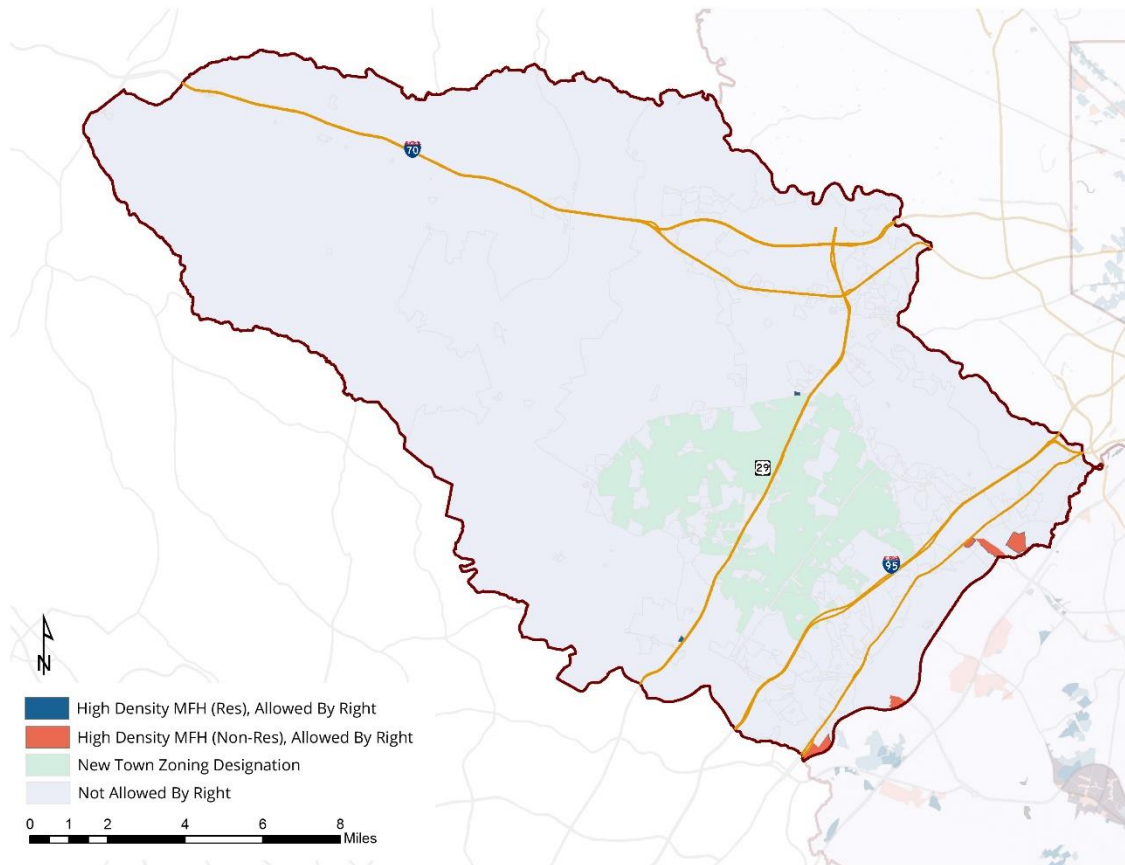 70
29
95
N
High Density MFH (Res), Allowed By Right
High Density MFH (Non-Res), Allowed By Right
New Town Zoning Designation
Not Allowed By Right
0 1 2 4 6 8 Miles